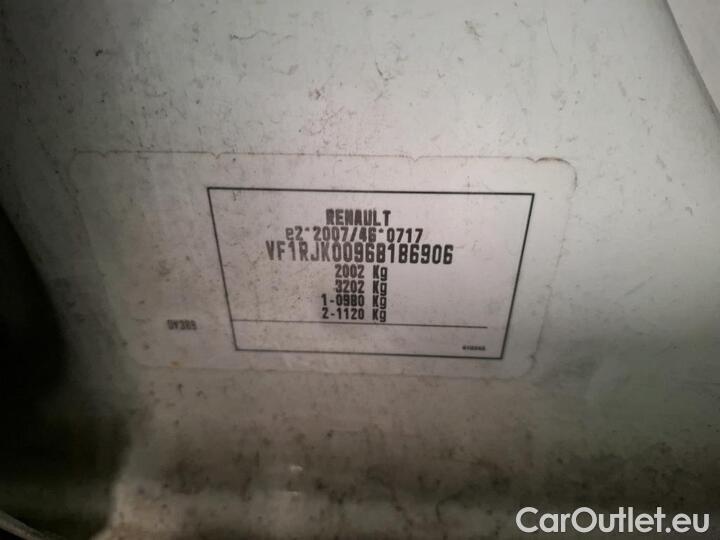 RENAULT
e2*2007/46*0717
VF1RJK00968186906
2002 Kg
3202 Kg
1-0980 Kg
2-1120 Kg
CarOutlet.eu